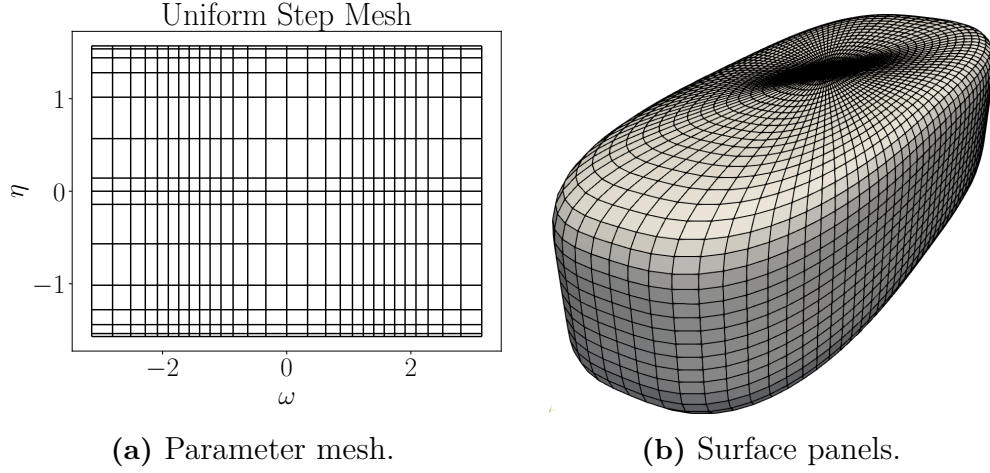 Uniform Step Mesh
1
0
−1
η
−2 0 2
ω
(a) Parameter mesh.
(b) Surface panels.